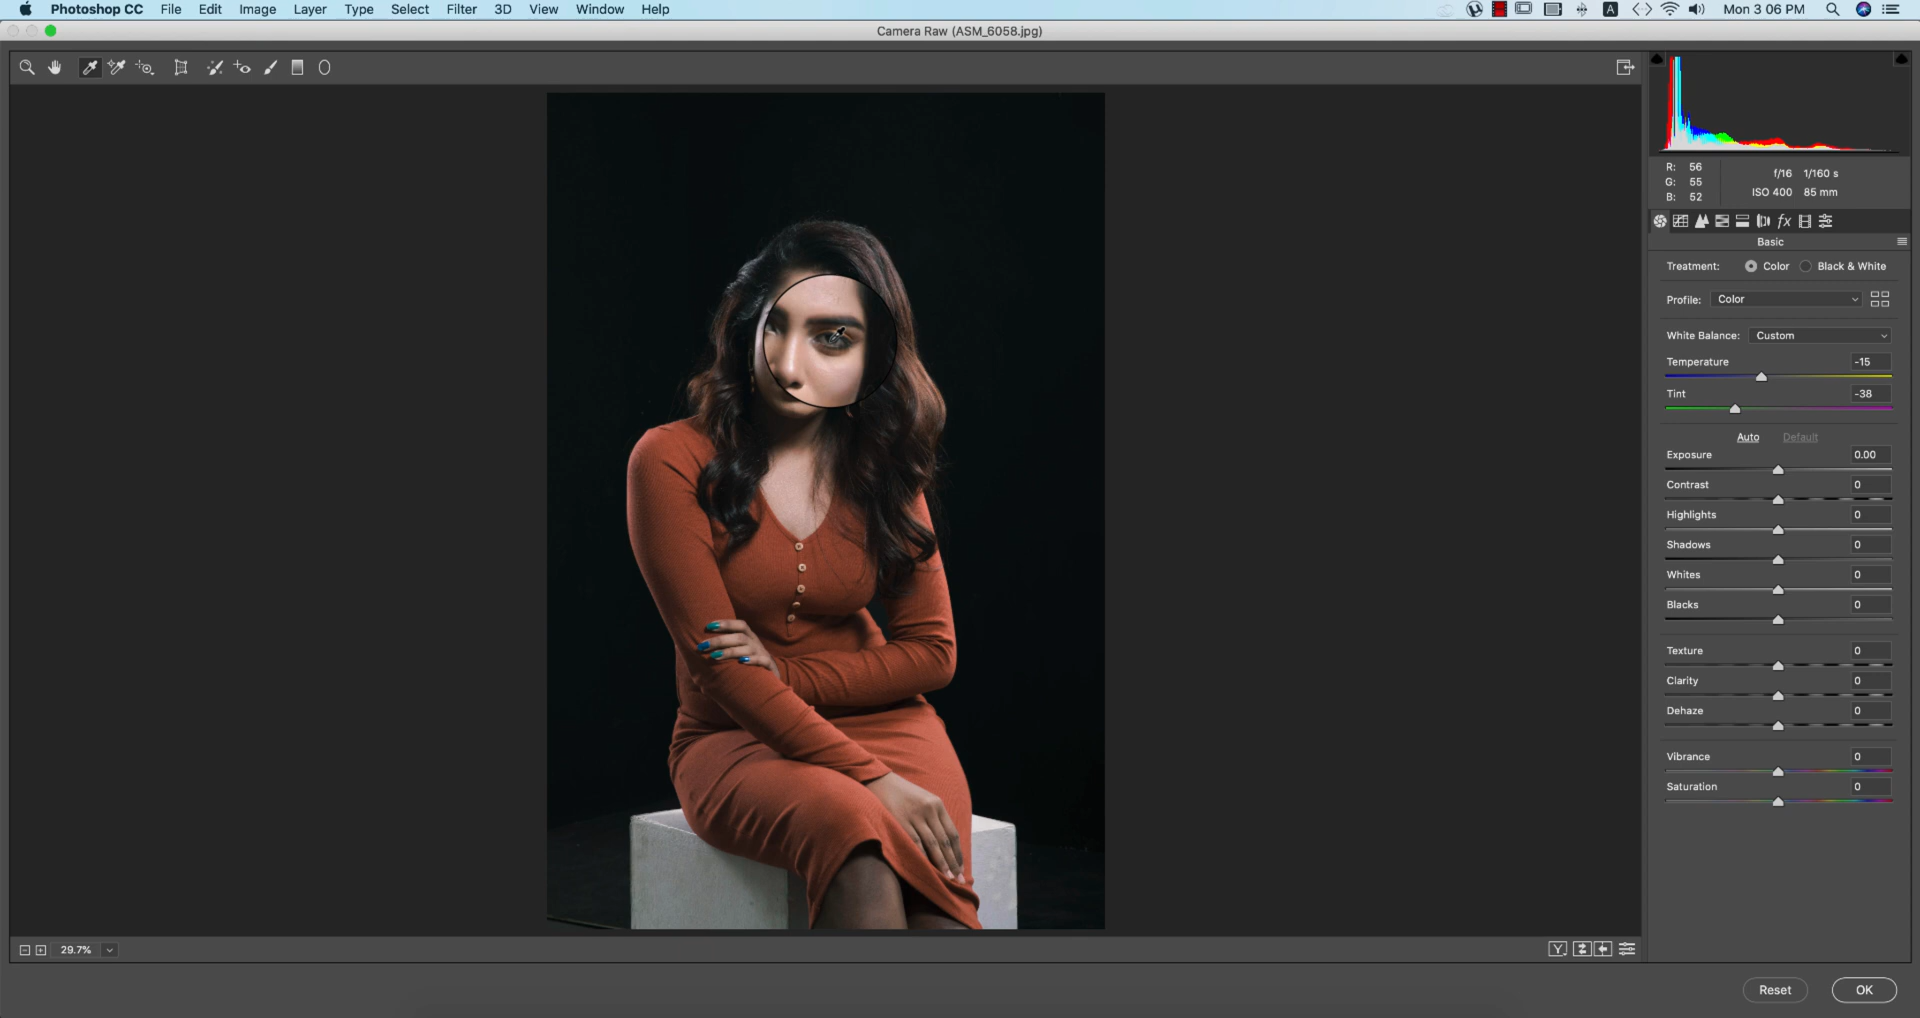 Photoshop CC File Edit Image Layer Type Select Filter 3D View Window Help A Mon 3 06 PM
Camera Raw (ASM_6058.jpg)
R: 56
G: 55
B: 52
f/16 1/160 s
ISO 400 85 mm
fx
Basic
Treatment: Color Black & White
Profile: Color
White Balance: Custom
Temperature -15
Tint -38
Auto Default
Exposure 0.00
Contrast 0
Highlights 0
Shadows 0
Whites 0
Blacks 0
Texture 0
Clarity 0
Dehaze 0
Vibrance 0
Saturation 0
29.7% Y
Reset OK